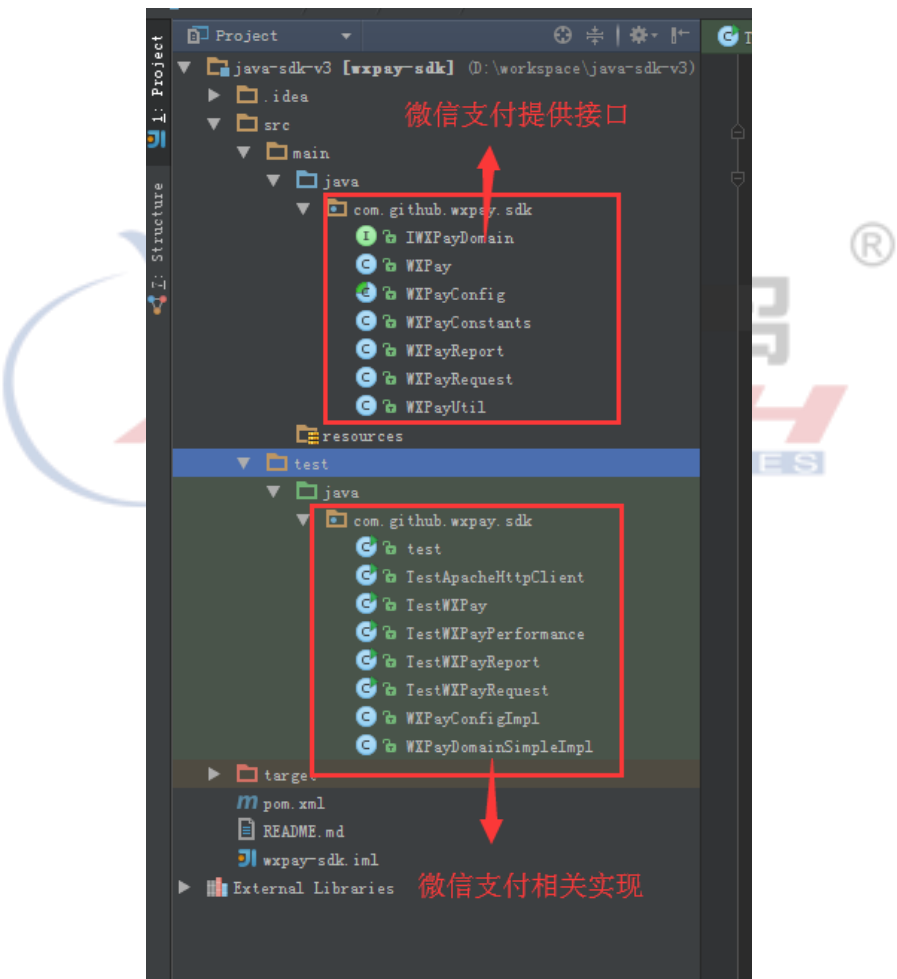 1: Project
7: Structure
Project
java-sdk-v3 [wxpay-sdk] (D:\workspace\java-sdk-v3)
.idea
微信支付提供接口
src
main
java
com.github.wxpay.sdk
IWXPayDomain
WXPay
WXPayConfig
WXPayConstants
WXPayReport
WXPayRequest
WXPayUtil
resources
test
java
com.github.wxpay.sdk
test
TestApacheHttpClient
TestWXPay
TestWXPayPerformance
TestWXPayReport
TestWXPayRequest
WXPayConfigImpl
WXPayDomainSimpleImpl
target
pom.xml
README.md
wxpay-sdk.iml
External Libraries
微信支付相关实现
®